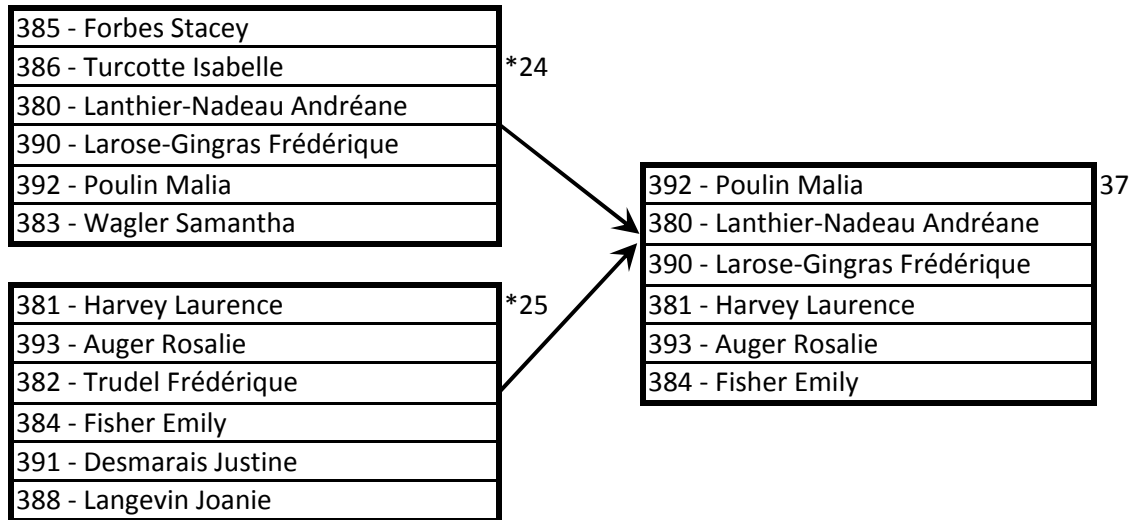 385 - Forbes Stacey
386 - Turcotte Isabelle *24
380 - Lanthier-Nadeau Andréane
390 - Larose-Gingras Frédérique
392 - Poulin Malia
383 - Wagler Samantha
381 - Harvey Laurence *25
393 - Auger Rosalie
382 - Trudel Frédérique
384 - Fisher Emily
391 - Desmarais Justine
388 - Langevin Joanie
392 - Poulin Malia 37
380 - Lanthier-Nadeau Andréane
390 - Larose-Gingras Frédérique
381 - Harvey Laurence
393 - Auger Rosalie
384 - Fisher Emily